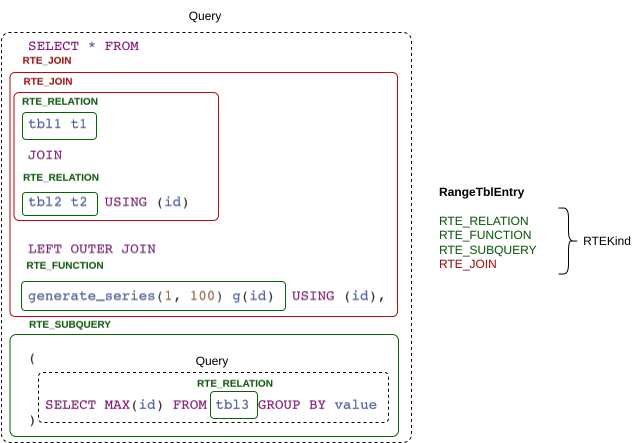 Query
SELECT * FROM
RTE_JOIN
RTE_JOIN
RTE_RELATION
tbl1 t1
JOIN
RTE_RELATION
tbl2 t2 USING (id)
LEFT OUTER JOIN
RTE_FUNCTION
generate_series(1, 100) g(id) USING (id),
RTE_SUBQUERY
(
Query
RTE_RELATION
SELECT MAX(id) FROM tbl3 GROUP BY value
)
RangeTblEntry
RTE_RELATION
RTE_FUNCTION
RTE_SUBQUERY
RTE_JOIN
RTEKind